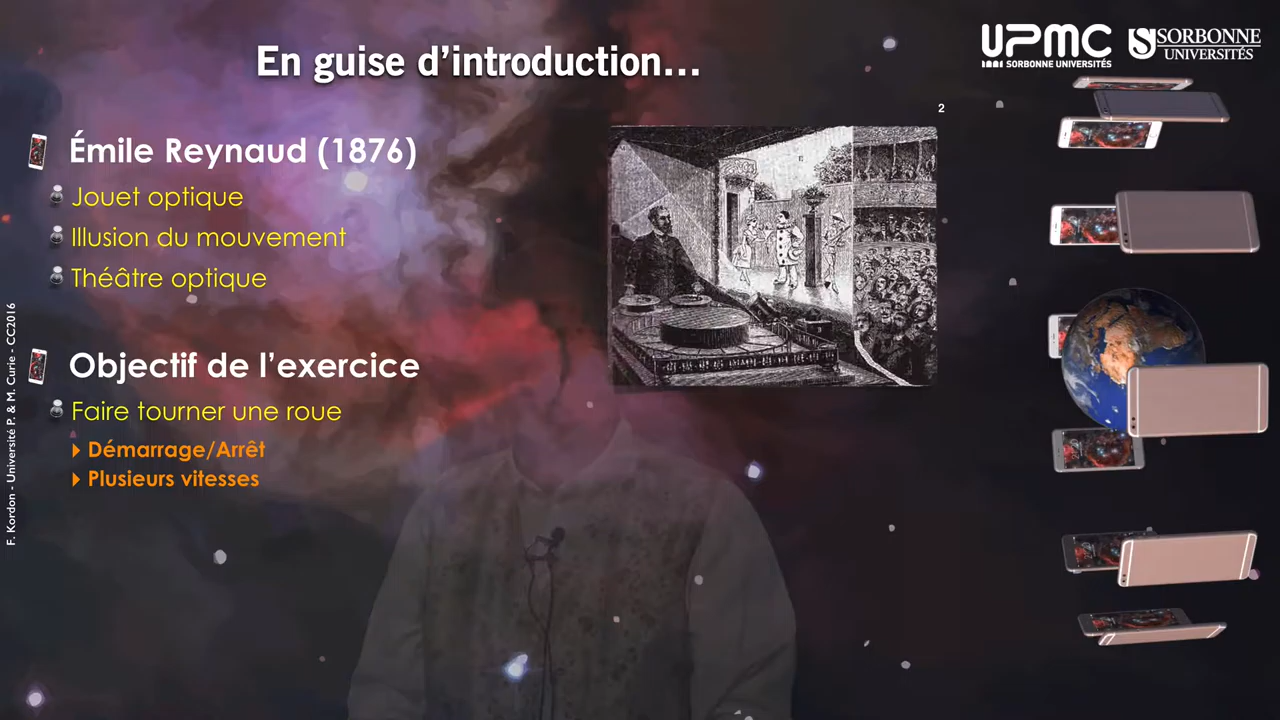 En guise d'introduction...
UPMC
SORBONNE UNIVERSITÉS
SORBONNE
UNIVERSITÉS
2
Émile Reynaud (1876)
Jouet optique
Illusion du mouvement
Théâtre optique
Objectif de l'exercice
Faire tourner une roue
Démarrage/Arrêt
Plusieurs vitesses
F. Kordon - Université P. & M. Curie - CC2016